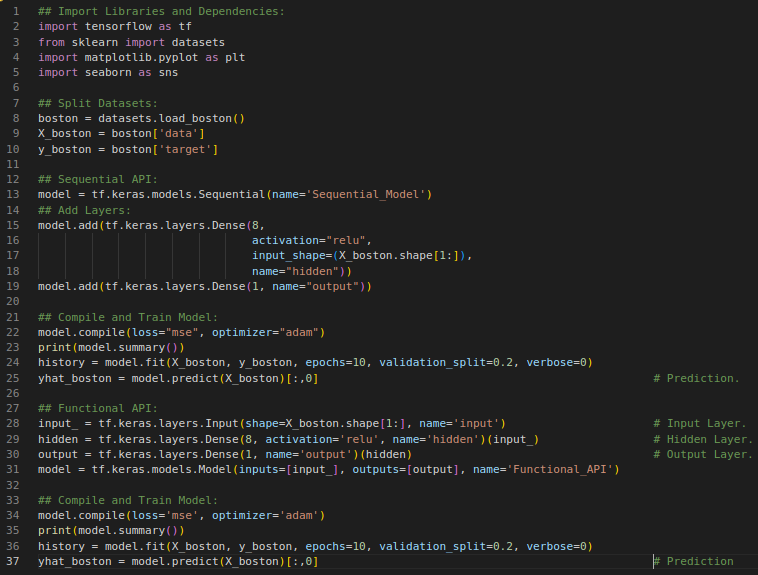 1 ## Import Libraries and Dependencies:
2 import tensorflow as tf
3 from sklearn import datasets
4 import matplotlib.pyplot as plt
5 import seaborn as sns
6
7 ## Split Datasets:
8 boston = datasets.load_boston()
9 X_boston = boston['data']
10 y_boston = boston['target']
11
12 ## Sequential API:
13 model = tf.keras.models.Sequential(name='Sequential_Model')
14 ## Add Layers:
15 model.add(tf.keras.layers.Dense(8,
16 activation="relu",
17 input_shape=(X_boston.shape[1:]),
18 name="hidden"))
19 model.add(tf.keras.layers.Dense(1, name="output"))
20
21 ## Compile and Train Model:
22 model.compile(loss="mse", optimizer="adam")
23 print(model.summary())
24 history = model.fit(X_boston, y_boston, epochs=10, validation_split=0.2, verbose=0)
25 yhat_boston = model.predict(X_boston)[:,0] # Prediction.
26
27 ## Functional API:
28 input_ = tf.keras.layers.Input(shape=X_boston.shape[1:], name='input') # Input Layer.
29 hidden = tf.keras.layers.Dense(8, activation='relu', name='hidden')(input_) # Hidden Layer.
30 output = tf.keras.layers.Dense(1, name='output')(hidden) # Output Layer.
31 model = tf.keras.models.Model(inputs=[input_], outputs=[output], name='Functional_API')
32
33 ## Compile and Train Model:
34 model.compile(loss='mse', optimizer='adam')
35 print(model.summary())
36 history = model.fit(X_boston, y_boston, epochs=10, validation_split=0.2, verbose=0)
37 yhat_boston = model.predict(X_boston)[:,0] # Prediction